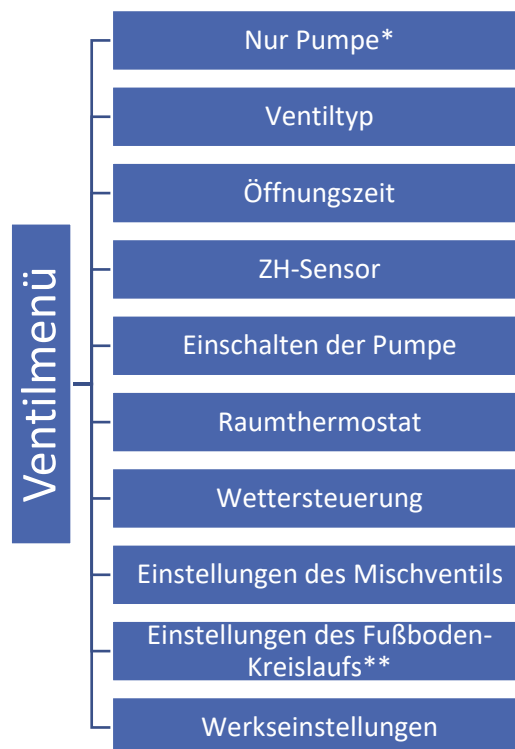 Ventilmenü
Nur Pumpe*
Ventiltyp
Öffnungszeit
ZH-Sensor
Einschalten der Pumpe
Raumthermostat
Wettersteuerung
Einstellungen des Mischventils
Einstellungen des Fußboden-
Kreislaufs**
Werkseinstellungen